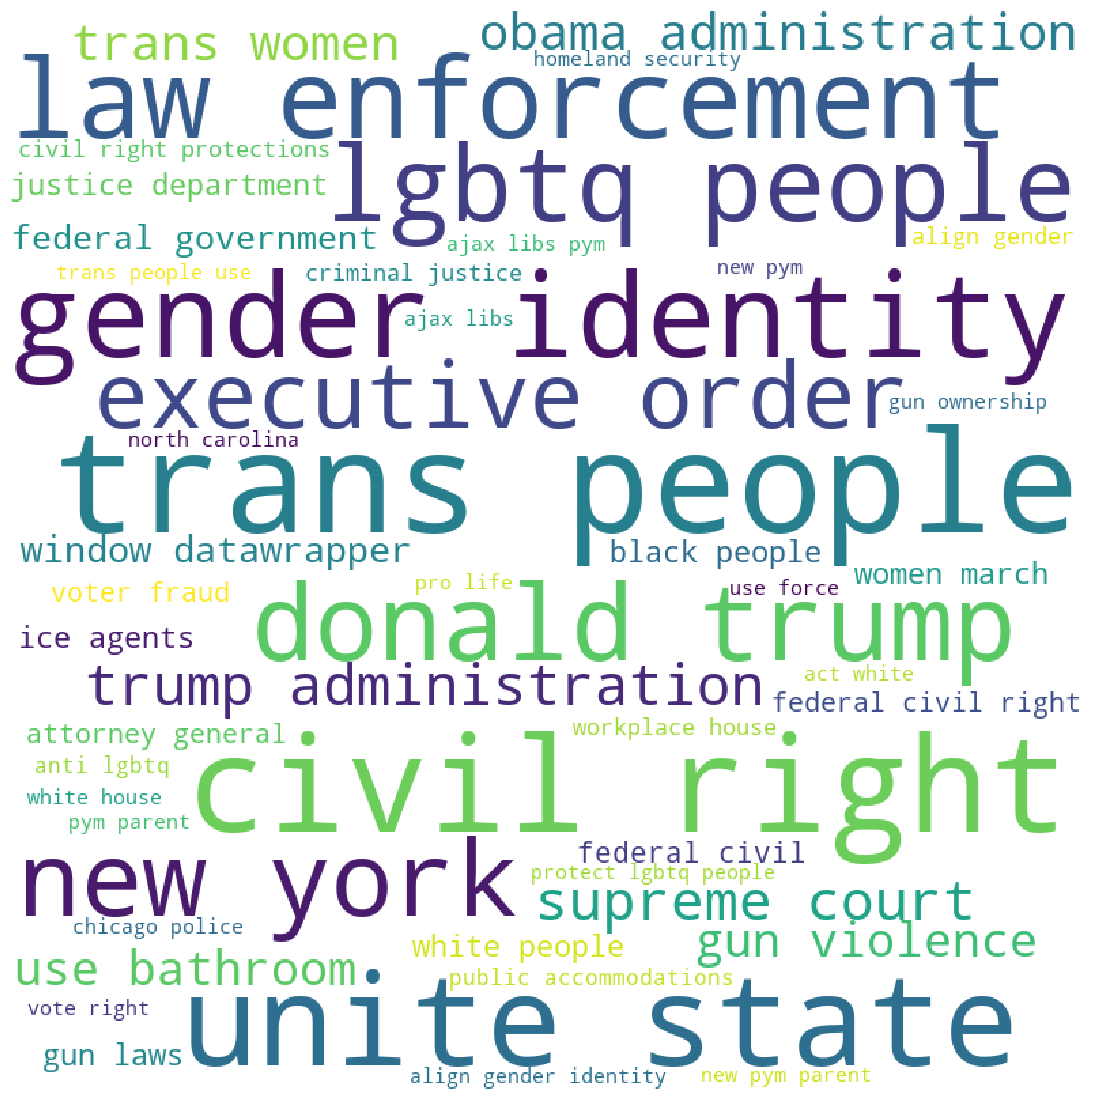 trans women
obama administration
homeland security
law enforcement
civil right protections
lgbtq people
justice department
federal government
ajax libs pym
align gender
trans people use
criminal justice
new pym
gender identity
ajax libs
executive order
gun ownership
north carolina
trans people
window datawrapper
black people
women march
voter fraud
pro life
use force
donald trump
ice agents
trump administration
act white
federal civil right
attorney general
workplace house
civil right
anti lgbtq
white house
pym parent
new york
federal civil
protect lgbtq people
supreme court
chicago police
white people
gun violence
use bathroom
public accommodations
unite state
vote right
gun laws
align gender identity
new pym parent